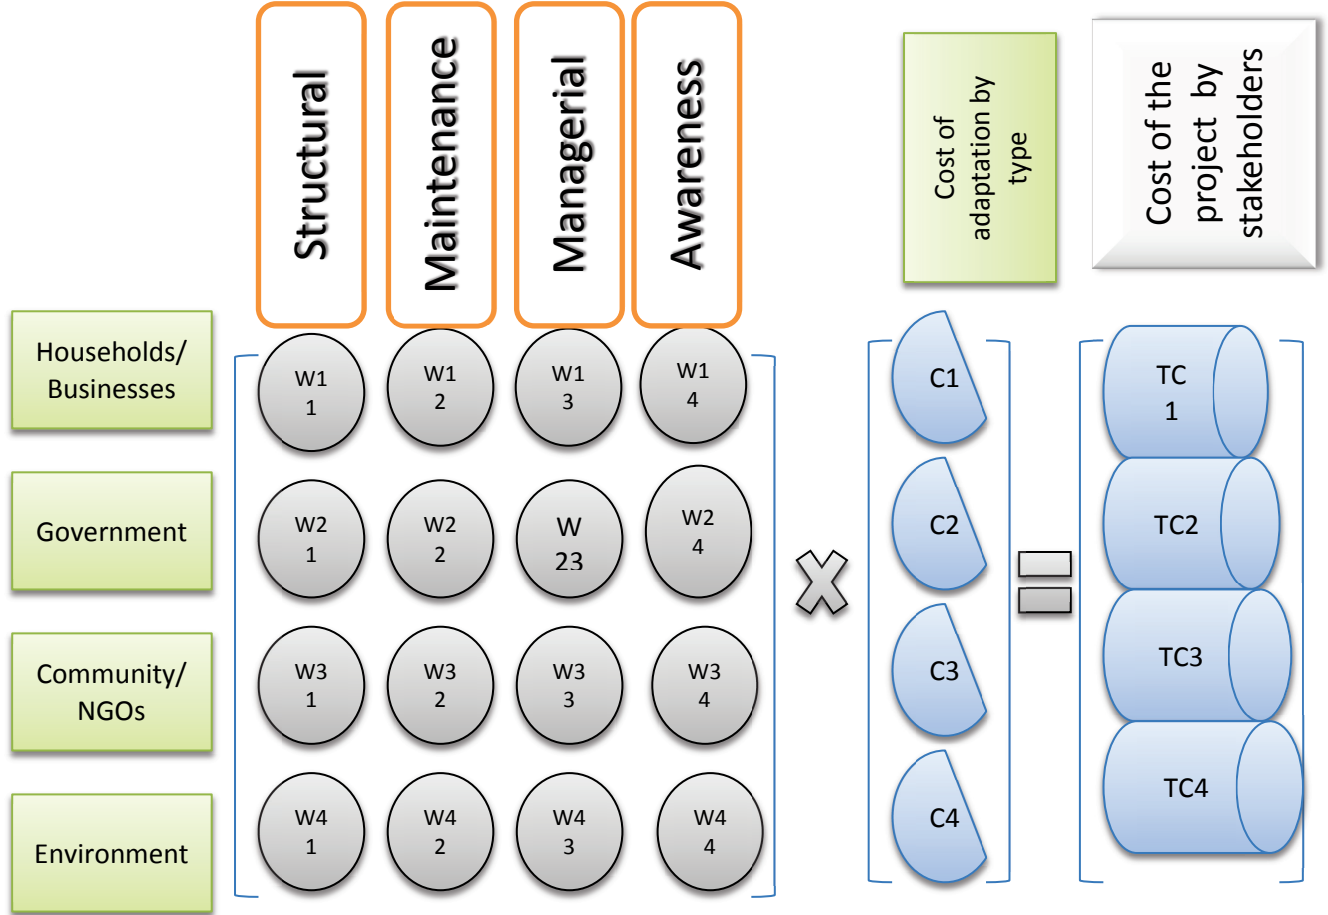 Structural
Maintenance
Managerial
Awareness
Cost of
adaptation by
type
Cost of the
project by
stakeholders
Households/
Businesses
W1
1
W1
2
W1
3
W1
4
C1
TC
1
Government
W2
1
W2
2
W
23
W2
4
C2
TC2
Community/
NGOs
W3
1
W3
2
W3
3
W3
4
C3
TC3
Environment
W4
1
W4
2
W4
3
W4
4
C4
TC4